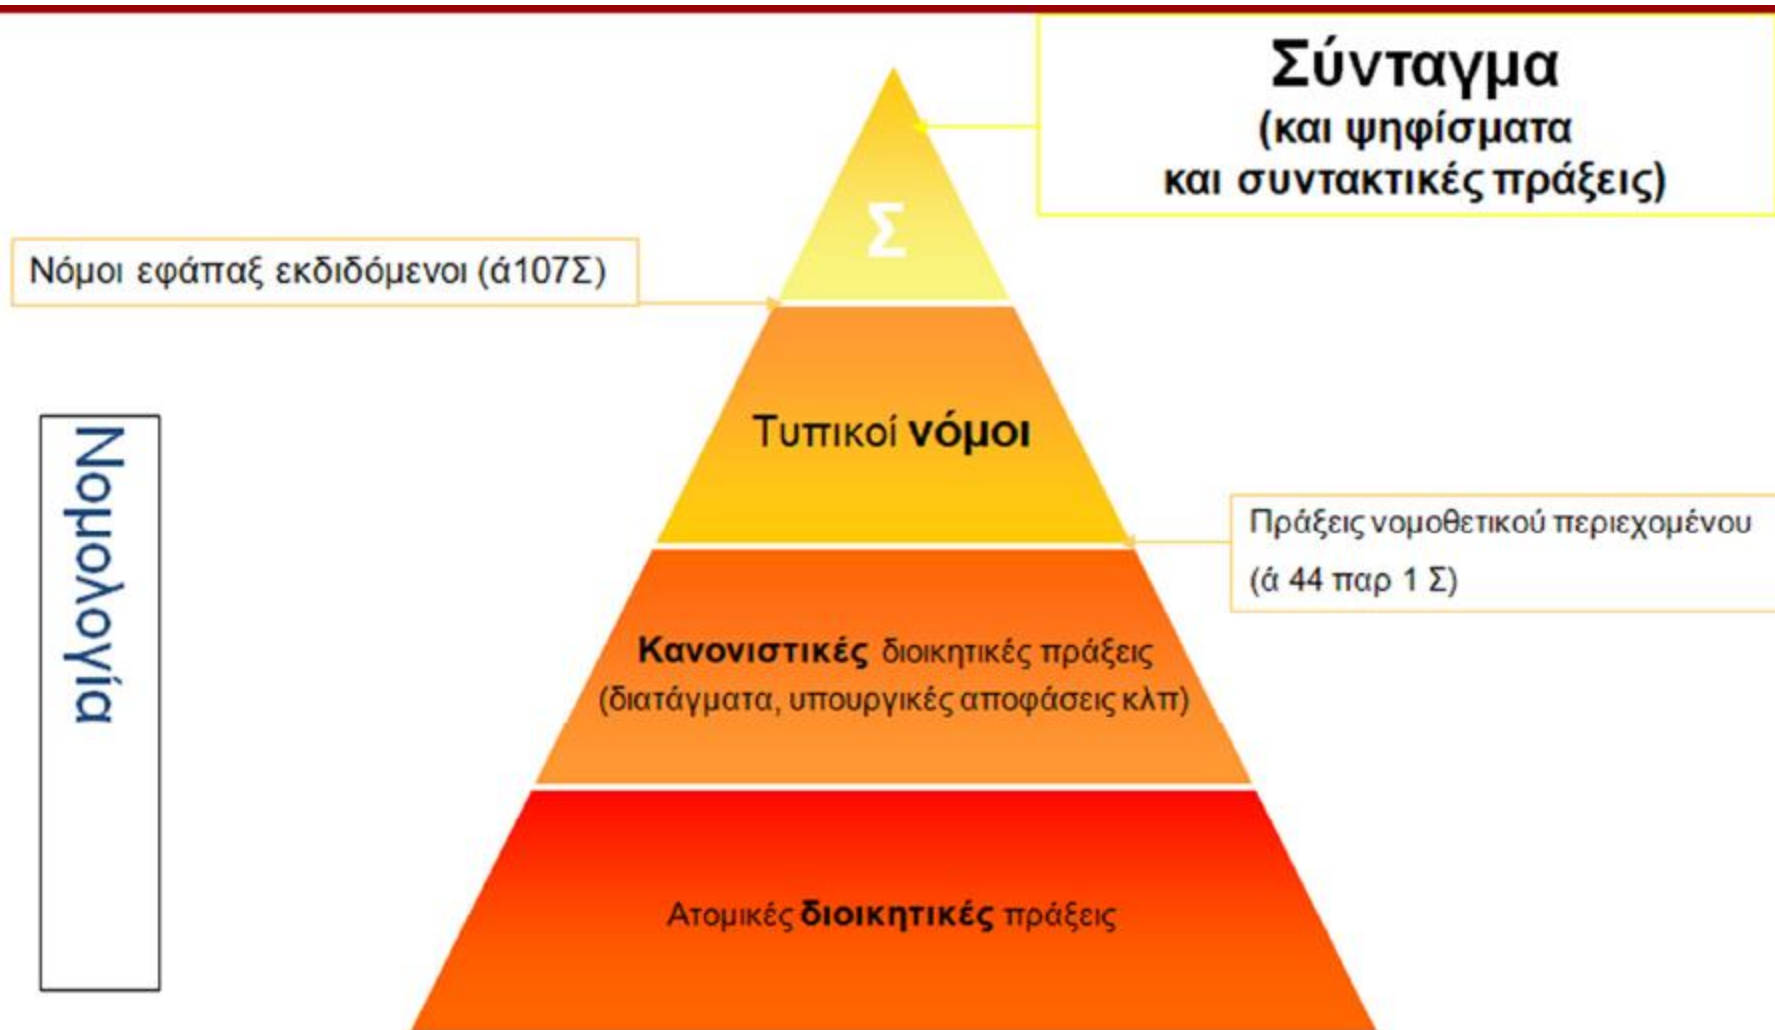 Σύνταγμα
(και ψηφίσματα
και συντακτικές πράξεις)
Σ
Νόμοι εφάπαξ εκδιδόμενοι (ά107Σ)
Τυπικοί νόμοι
Νομολογία
Πράξεις νομοθετικού περιεχομένου
(ά 44 παρ 1 Σ)
Κανονιστικές διοικητικές πράξεις
(διατάγματα, υπουργικές αποφάσεις κλπ)
Ατομικές διοικητικές πράξεις